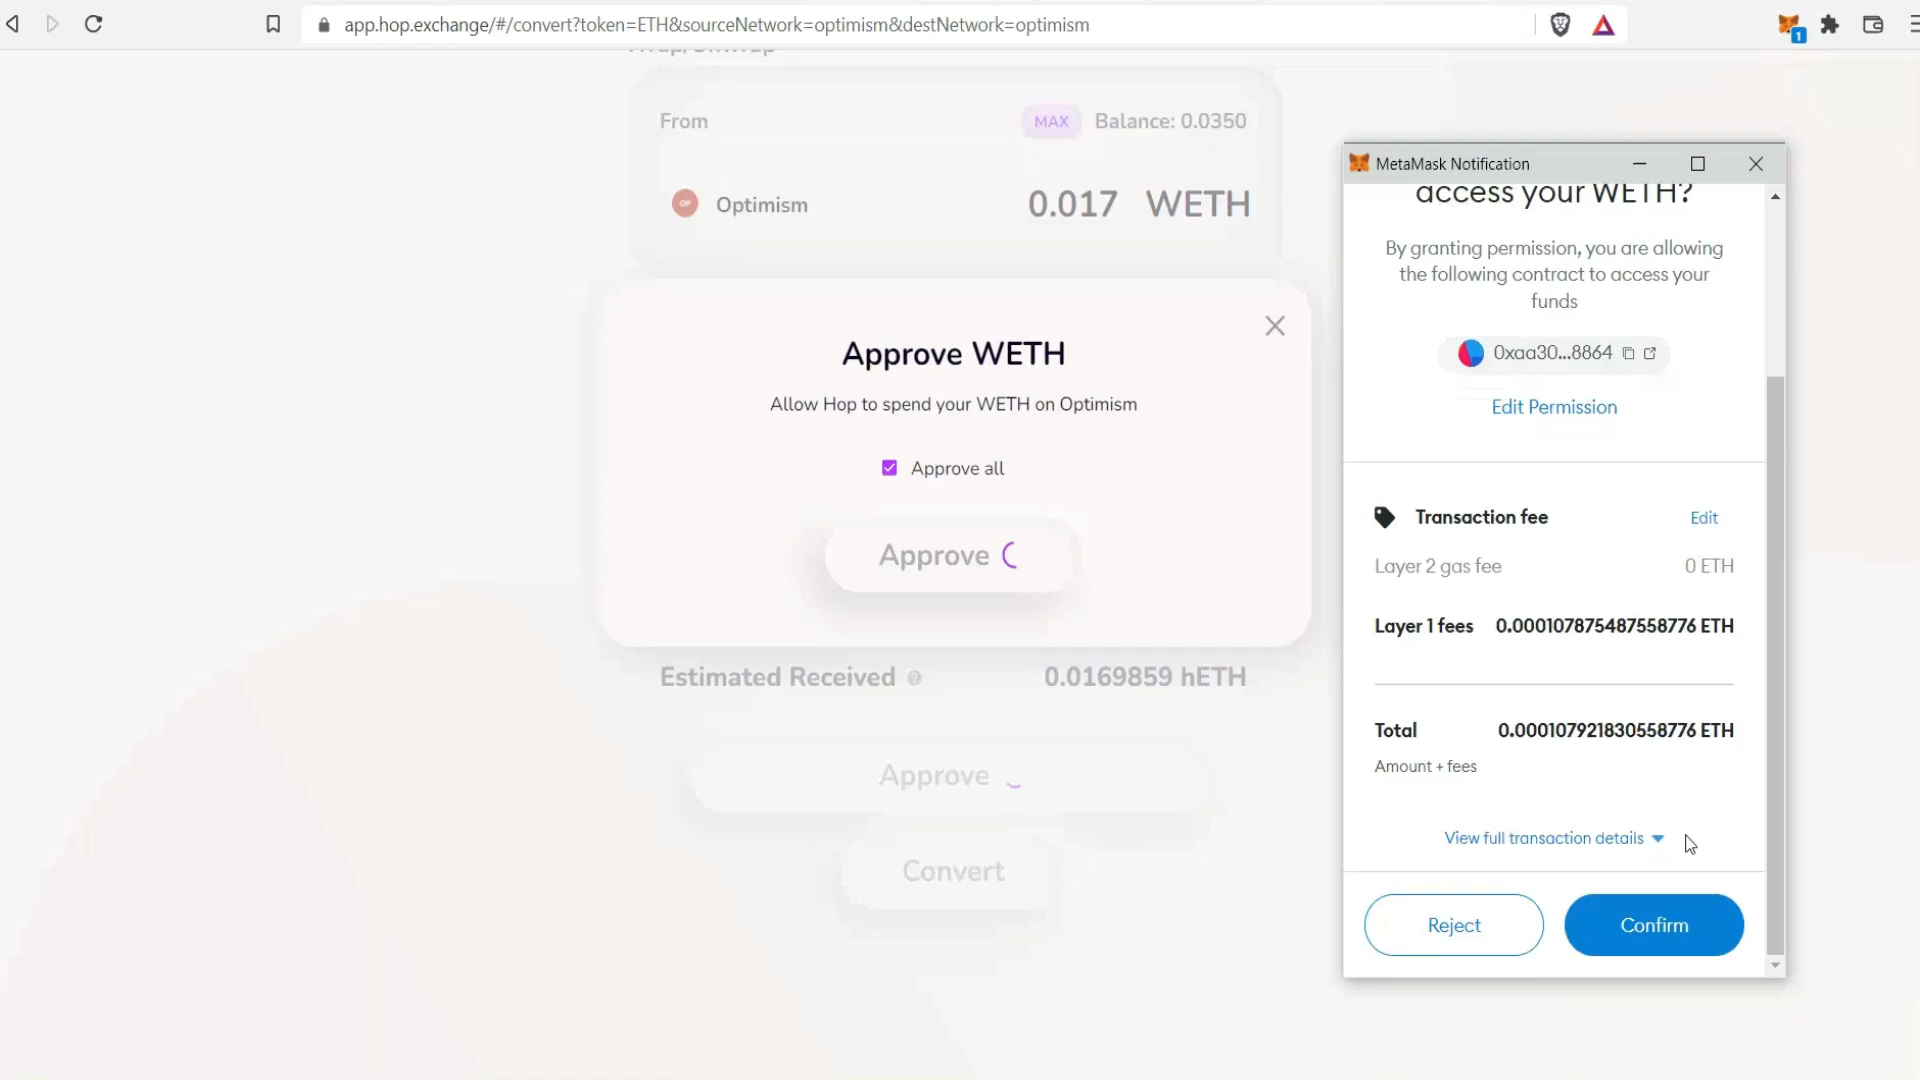 app.hop.exchange/#/convert?token=ETH&sourceNetwork=optimism&destNetwork=optimism
1
From
MAX
Balance: 0.0350
OP
Optimism
0.017
WETH
Approve WETH
Allow Hop to spend your WETH on Optimism
Approve all
Approve
Estimated Received
0.0169859 hETH
Approve
Convert
MetaMask Notification
access your WETH?
By granting permission, you are allowing
the following contract to access your
funds
0xaa30...8864
Edit Permission
Transaction fee
Edit
Layer 2 gas fee
0 ETH
Layer 1 fees
0.000107875487558776 ETH
Total
0.000107921830558776 ETH
Amount + fees
View full transaction details
Reject
Confirm